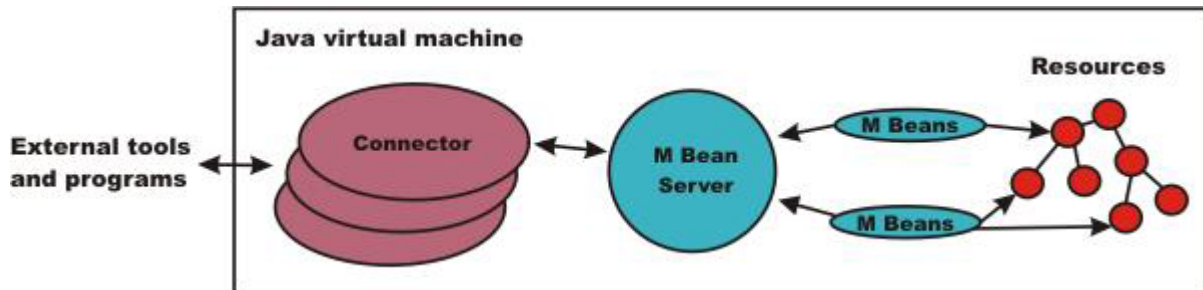 Java virtual machine
Resources
External tools
and programs
Connector
M Bean
Server
M Beans
M Beans